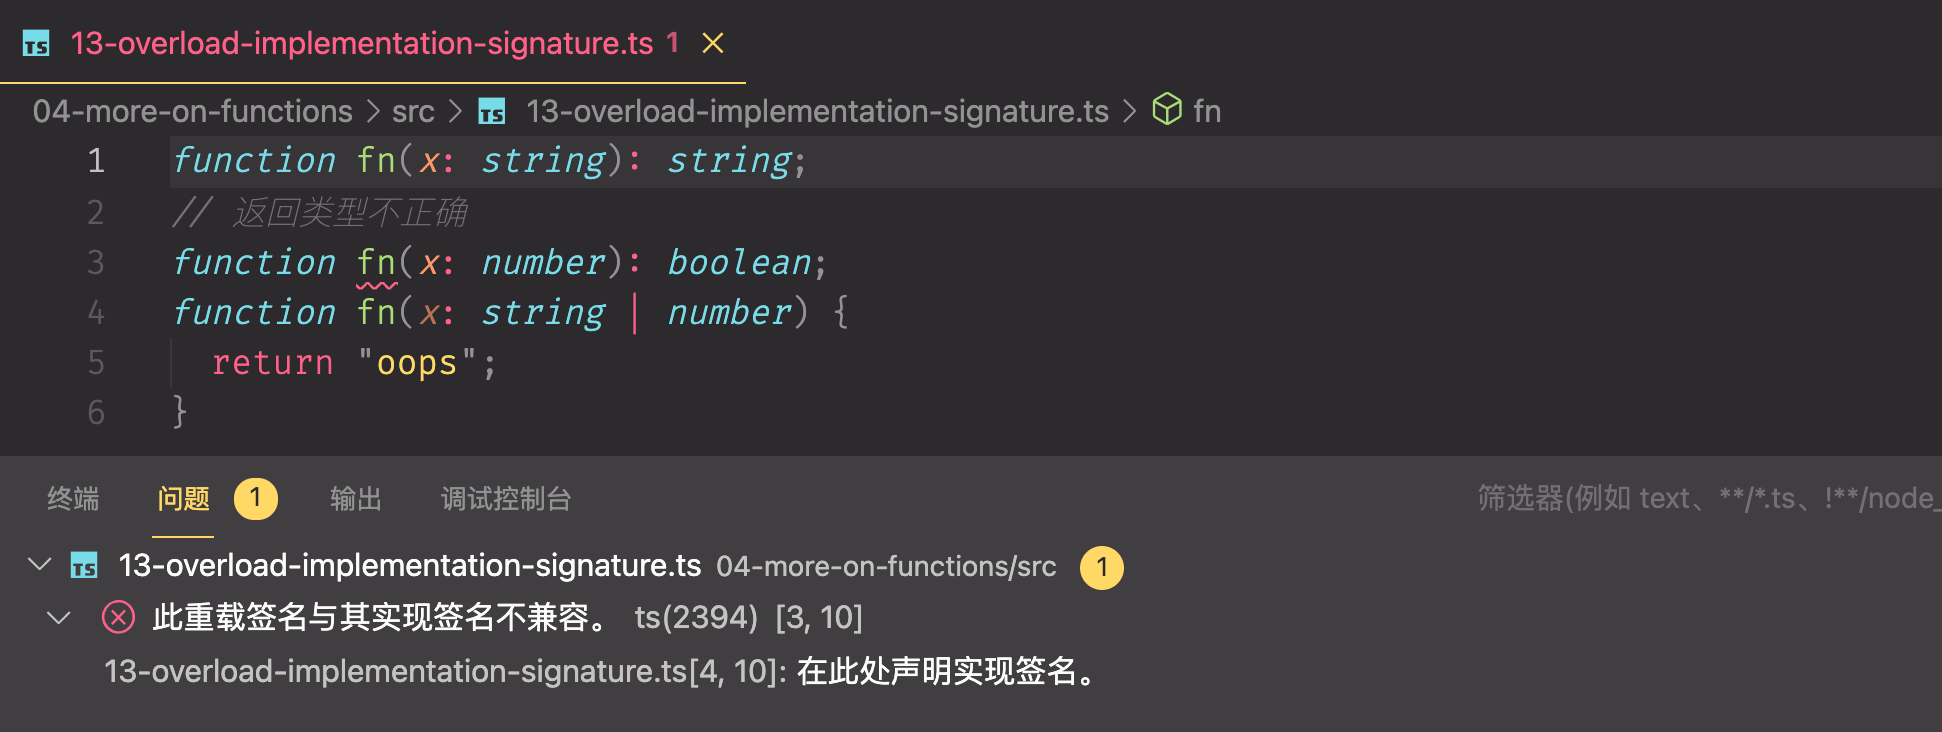 TS 13-overload-implementation-signature.ts 1
04-more-on-functions > src > TS 13-overload-implementation-signature.ts > fn
1 function fn(x: string): string;
2 // 返回类型不正确
3 function fn(x: number): boolean;
4 function fn(x: string | number) {
5 return "oops";
6 }
终端 问题 1 输出 调试控制台 筛选器(例如 text、**/*.ts、!**/node_
TS 13-overload-implementation-signature.ts 04-more-on-functions/src 1
此重载签名与其实现签名不兼容。 ts(2394) [3, 10]
13-overload-implementation-signature.ts[4, 10]: 在此处声明实现签名。